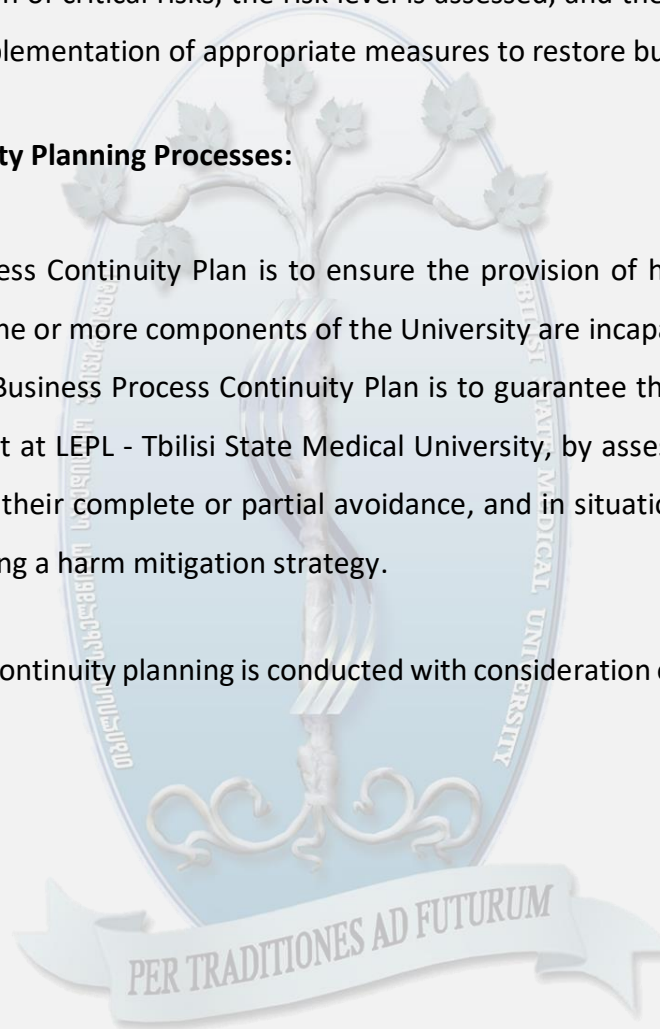 of critical risks, the risk level is assessed, and the
plementation of appropriate measures to restore bu
ty Planning Processes:
ess Continuity Plan is to ensure the provision of h
ne or more components of the University are incapa
Business Process Continuity Plan is to guarantee th
t at LEPL - Tbilisi State Medical University, by asses
their complete or partial avoidance, and in situatio
ng a harm mitigation strategy.
ontinuity planning is conducted with consideration
TATE MEDICAL UNIVERSITY
PER TRADITIONES AD FUTURUM